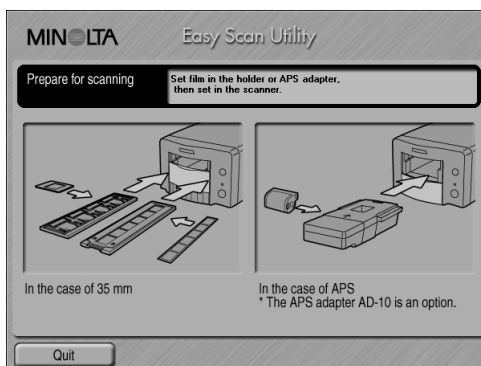 MINOLTA
Easy Scan Utility
Prepare for scanning
Set film in the holder or APS adapter,
then set in the scanner.
In the case of 35 mm
In the case of APS
* The APS adapter AD-10 is an option.
Quit